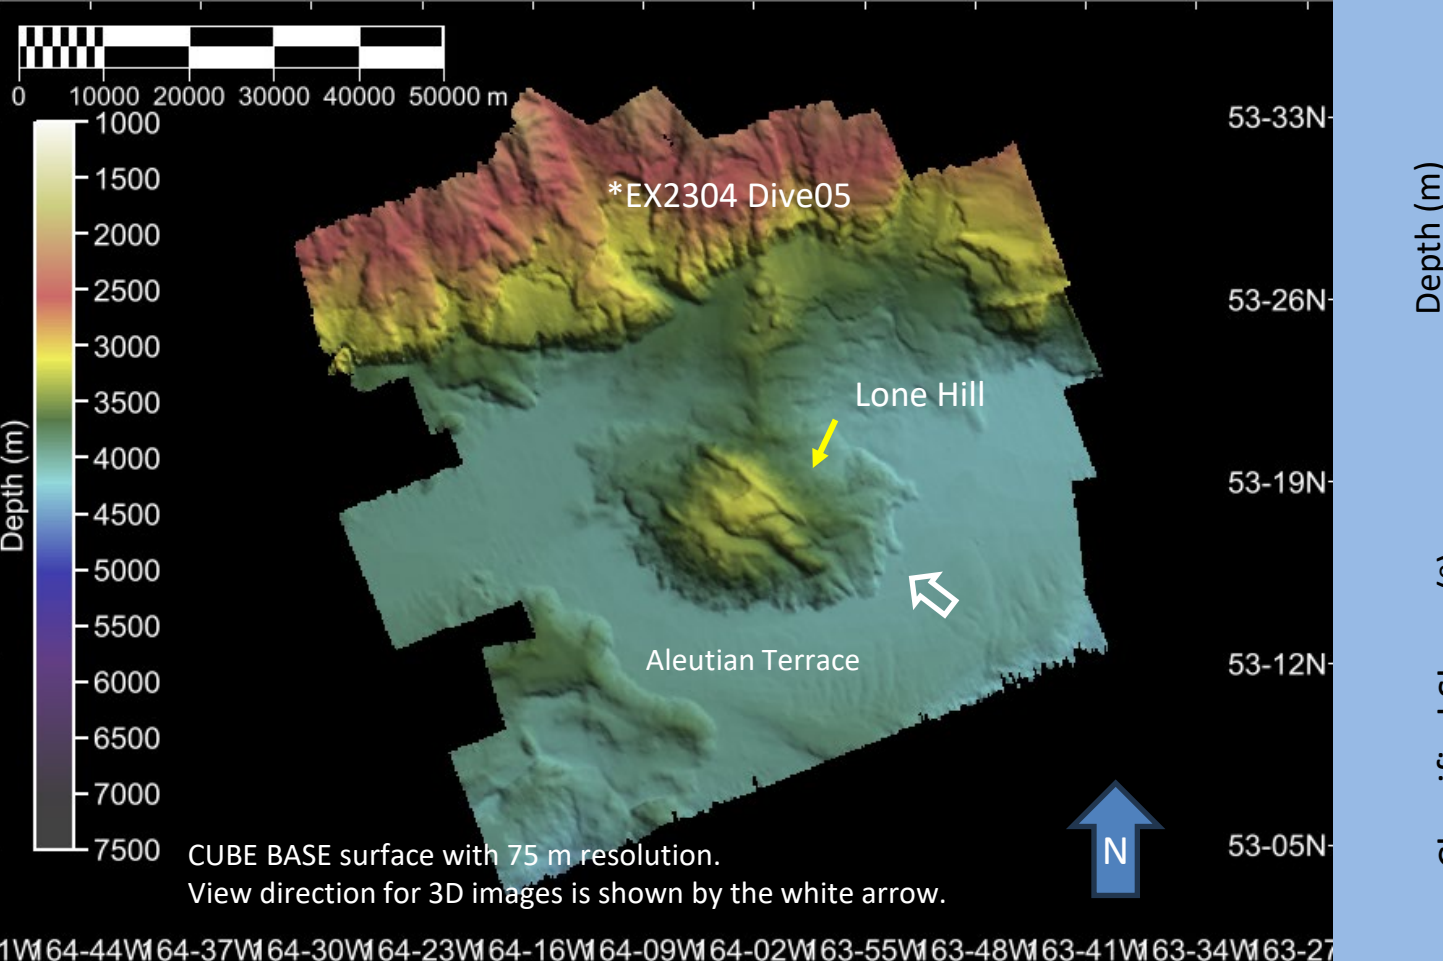 0 10000 20000 30000 40000 50000 m
1000
1500
2000
2500
3000
3500
4000
4500
5000
5500
6000
6500
7000
7500
Depth (m)
*EX2304 Dive05
Lone Hill
Aleutian Terrace
CUBE BASE surface with 75 m resolution.
View direction for 3D images is shown by the white arrow.
N
53-33N
53-26N
53-19N
53-12N
53-05N
164-44W 164-37W 164-30W 164-23W 164-16W 164-09W 164-02W 163-55W 163-48W 163-41W 163-34W 163-27
Depth (m)